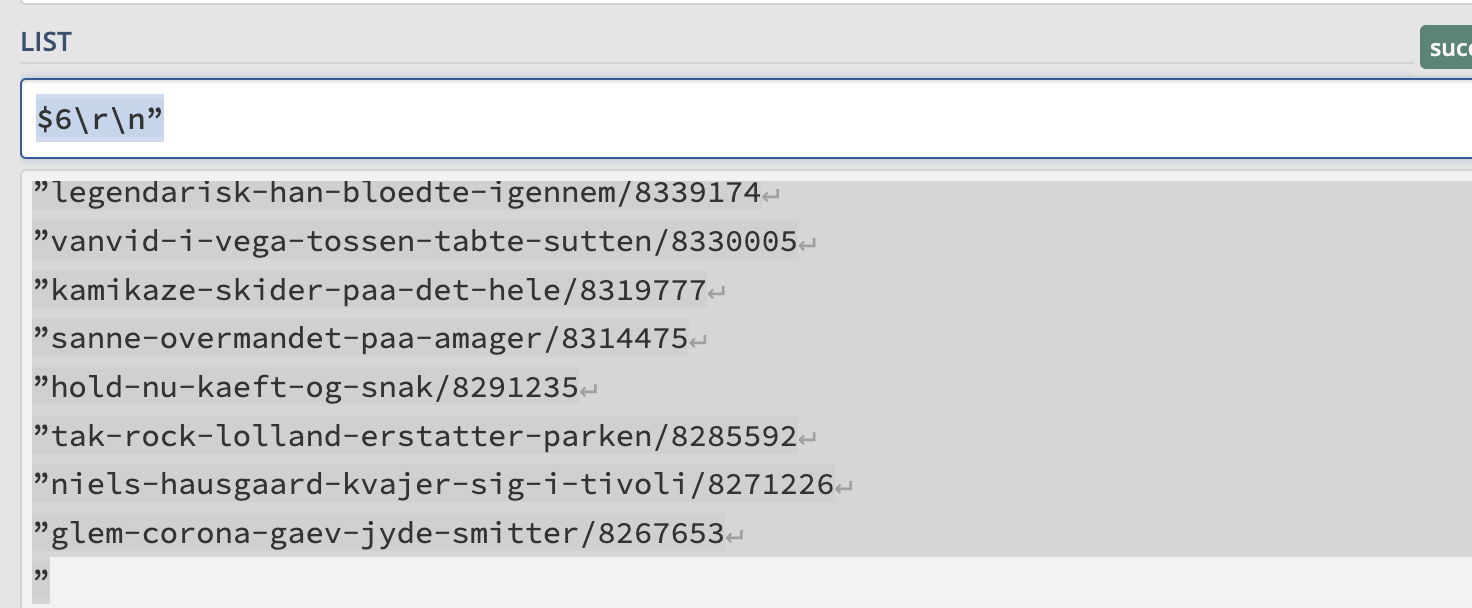 LIST
$6\r\n”
”legendarisk-han-bloedte-igennem/8339174↵
”vanvid-i-vega-tossen-tabte-sutten/8330005↵
”kamikaze-skider-paa-det-hele/8319777↵
”sanne-overmandet-paa-amager/8314475↵
”hold-nu-kaeft-og-snak/8291235↵
”tak-rock-lolland-erstatter-parken/8285592↵
”niels-hausgaard-kvajer-sig-i-tivoli/8271226↵
”glem-corona-gaev-jyde-smitter/8267653↵
”